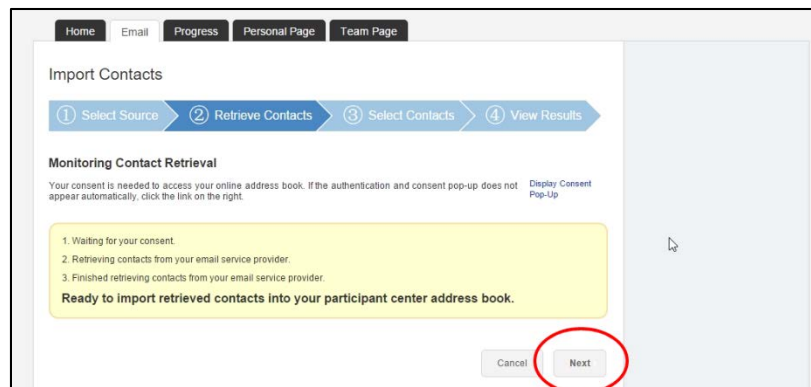 Home Email Progress Personal Page Team Page
Import Contacts
① Select Source ② Retrieve Contacts ③ Select Contacts ④ View Results
Monitoring Contact Retrieval
Your consent is needed to access your online address book. If the authentication and consent pop-up does not
appear automatically, click the link on the right.
Display Consent
Pop-Up
1. Waiting for your consent.
2. Retrieving contacts from your email service provider.
3. Finished retrieving contacts from your email service provider.
Ready to import retrieved contacts into your participant center address book.
Cancel Next